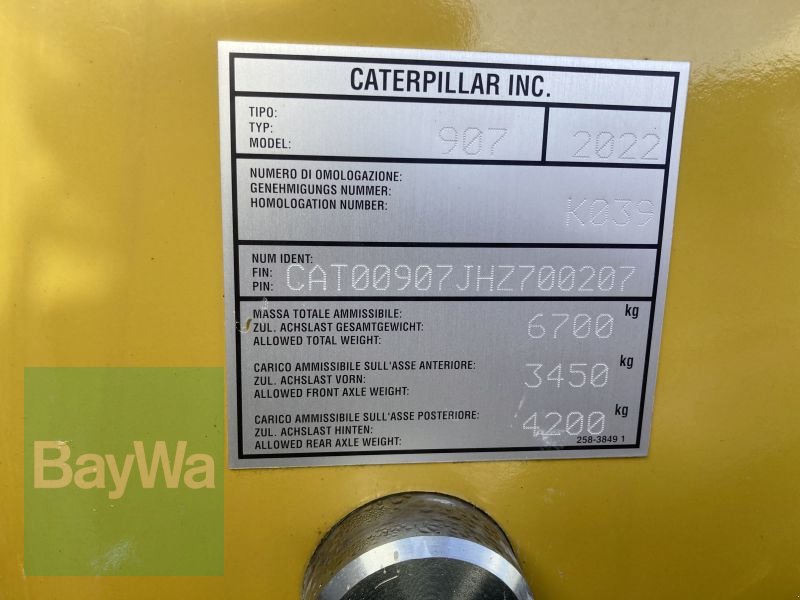 CATERPILLAR INC.
TIPO:
TYP:
MODEL: 907 2022
NUMERO DI OMOLOGAZIONE:
GENEHMIGUNGS NUMMER:
HOMOLOGATION NUMBER: K039
NUM IDENT:
FIN:
PIN: CAT00907JHZ700207
MASSA TOTALE AMMISSIBILE:
ZUL. ACHSLAST GESAMTGEWICHT: 6700 kg
ALLOWED TOTAL WEIGHT:
CARICO AMMISSIBILE SULL'ASSE ANTERIORE:
ZUL. ACHSLAST VORN: 3450 kg
ALLOWED FRONT AXLE WEIGHT:
CARICO AMMISSIBILE SULL'ASSE POSTERIORE:
ZUL. ACHSLAST HINTEN: 4200 kg
ALLOWED REAR AXLE WEIGHT:
258-3849 1
BayWa